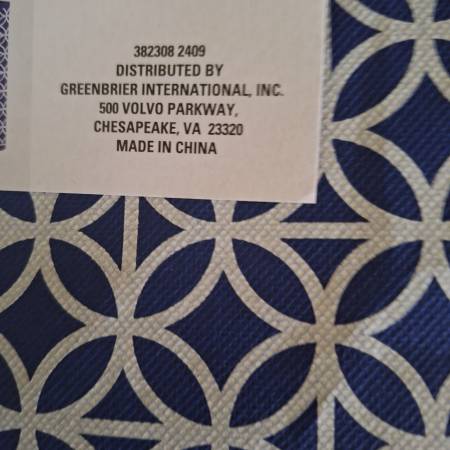 382308 2409
DISTRIBUTED BY
GREENBRIER INTERNATIONAL, INC.
500 VOLVO PARKWAY,
CHESAPEAKE, VA 23320
MADE IN CHINA